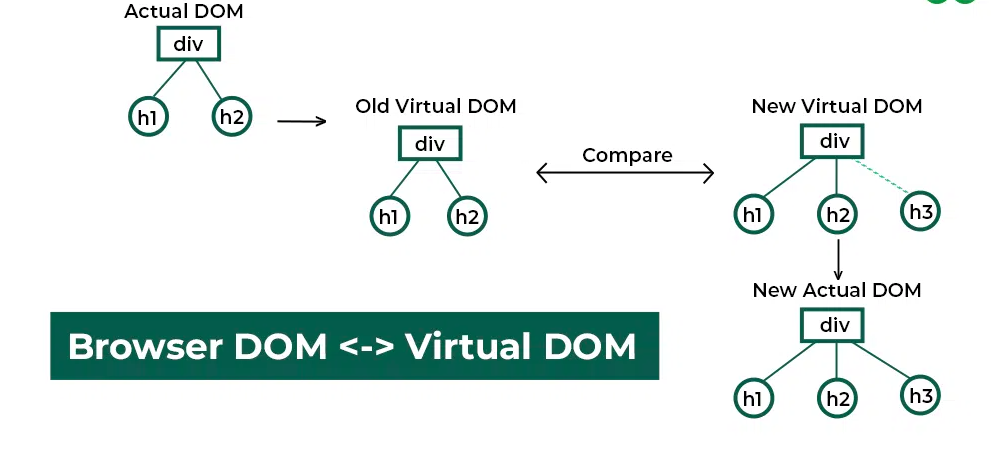 Actual DOM
div
h1
h2
Old Virtual DOM
div
h1
h2
Compare
New Virtual DOM
div
h1
h2
h3
New Actual DOM
div
h1
h2
h3
Browser DOM <-> Virtual DOM